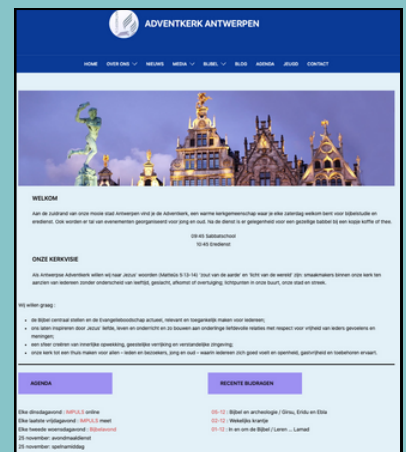 ADVENTKERK ANTWERPEN
HOME OVER ONS NIEUWS MEDIA BIJBEL BLOG AGENDA JEUGD CONTACT
WELKOM
Aan de zuidrand van onze mooie stad Antwerpen vind je de Adventkerk, een warme kerkgemeenschap waar je elke zaterdag welkom bent voor bijbelstudie en
eredienst. Ook worden er tal van evenementen georganiseerd voor jong en oud. Na de dienst is er gelegenheid voor een gezellige babbel bij een kopje koffie of thee.
09:45 Sabbatschool
10:45 Eredienst
ONZE KERKVISIE
Als Antwerpse Adventkerk willen wij naar Jezus' woorden (Matteüs 5:13-14) 'zout van de aarde' en 'licht van de wereld' zijn: smaakmakers binnen onze kerk ten
aanzien van iedereen zonder onderscheid van leeftijd, geslacht, afkomst of overtuiging; lichtpunten in onze buurt, onze stad en streek.
Wij willen graag :
• de Bijbel centraal stellen en de Evangelieboodschap actueel, relevant en toegankelijk maken voor iedereen;
• ons laten inspireren door Jezus' liefde, leven en onderricht en zo bouwen aan onderlinge liefdevolle relaties met respect voor vrijheid van ieders gevoelens en
meningen;
• een sfeer creëren van innerlijke opwekking, geestelijke verrijking en verstandelijke zingeving;
• onze kerk tot een thuis maken voor allen – leden en bezoekers, jong en oud – waarin iedereen zich goed voelt en openheid, gastvrijheid en toebehoren ervaart.
AGENDA
RECENTE BIJDRAGEN
Elke dinsdagavond : IMPULS online
Elke laatste vrijdagavond : IMPULS meet
Elke tweede woensdagavond : Bijbelavond
25 november: avondmaaldienst
25 november: spelnamiddag
05-12 : Bijbel en archeologie / Girsu, Eridu en Ebla
02-12 : Wekelijks krantje
01-12 : In en om de Bijbel / Leren ... Lamad